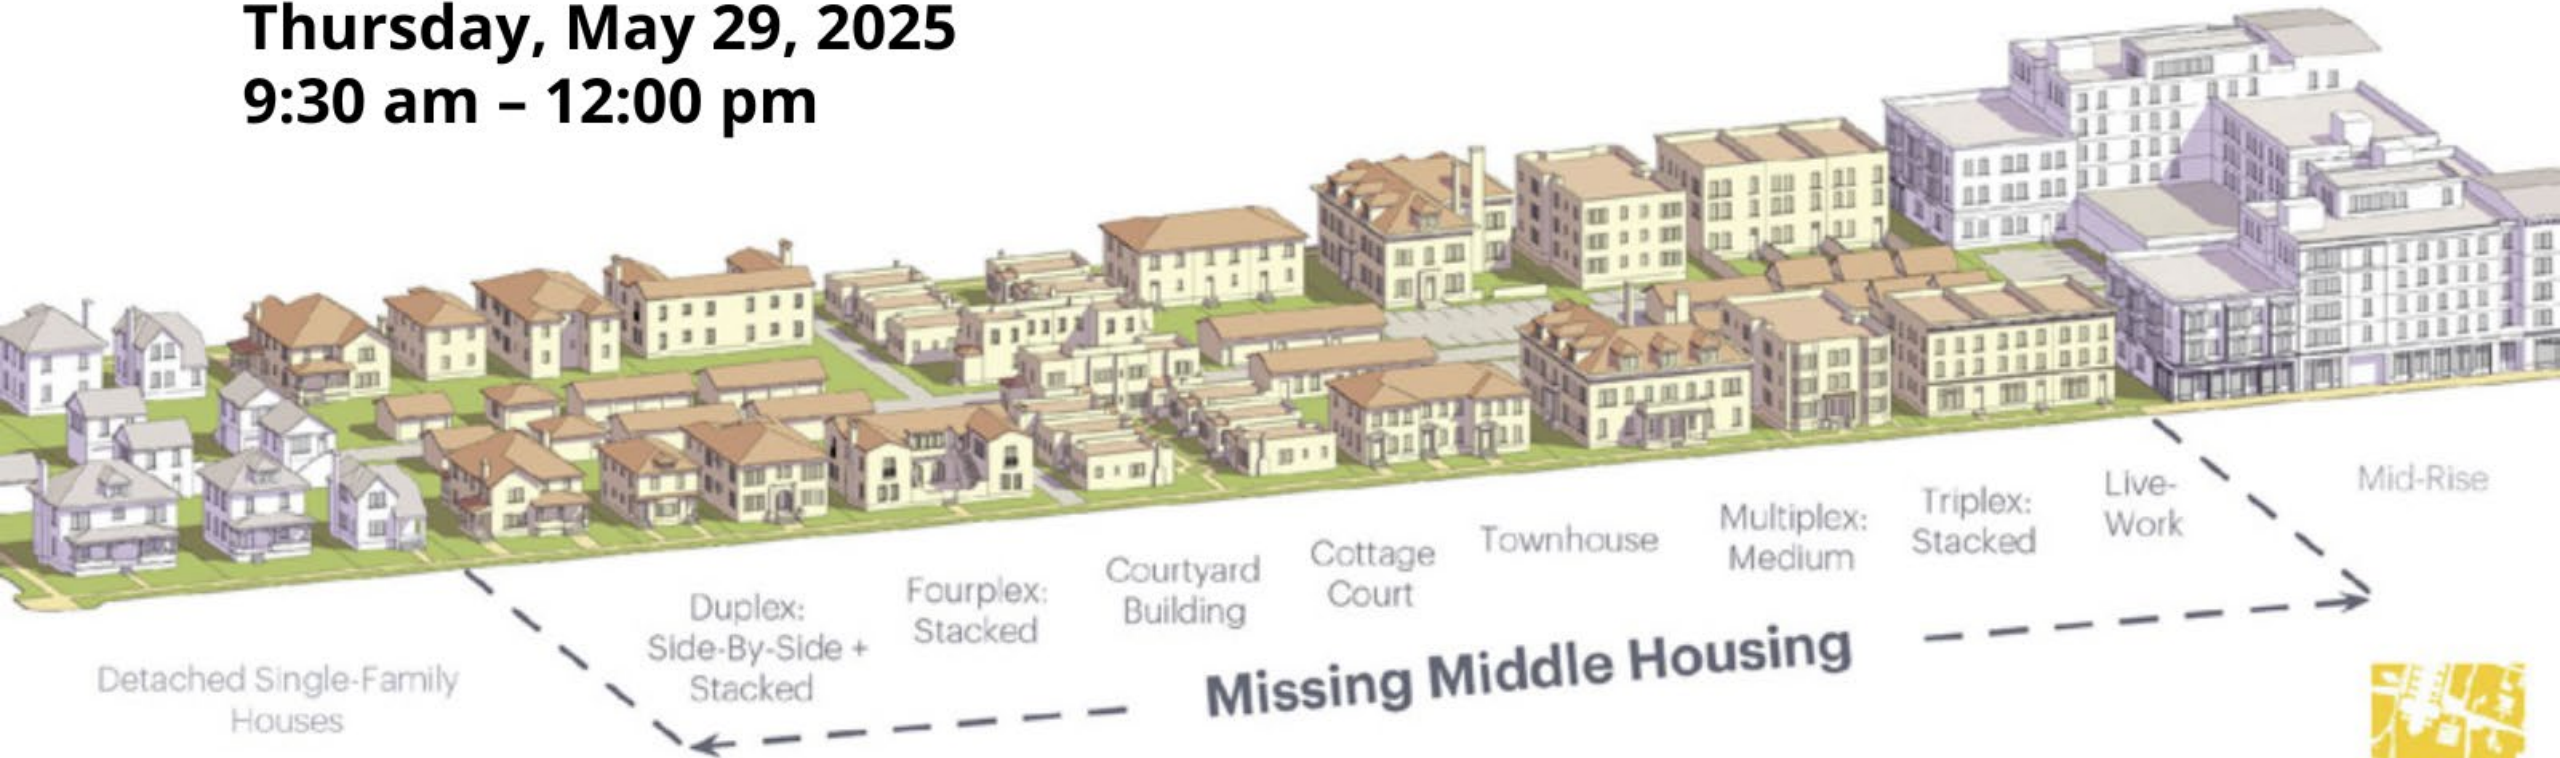 Thursday, May 29, 2025
9:30 am – 12:00 pm
Detached Single-Family
Houses
Duplex:
Side-By-Side +
Stacked
Fourplex:
Stacked
Courtyard
Building
Cottage
Court
Townhouse
Multiplex:
Medium
Triplex:
Stacked
Live-
Work
Mid-Rise
Missing Middle Housing